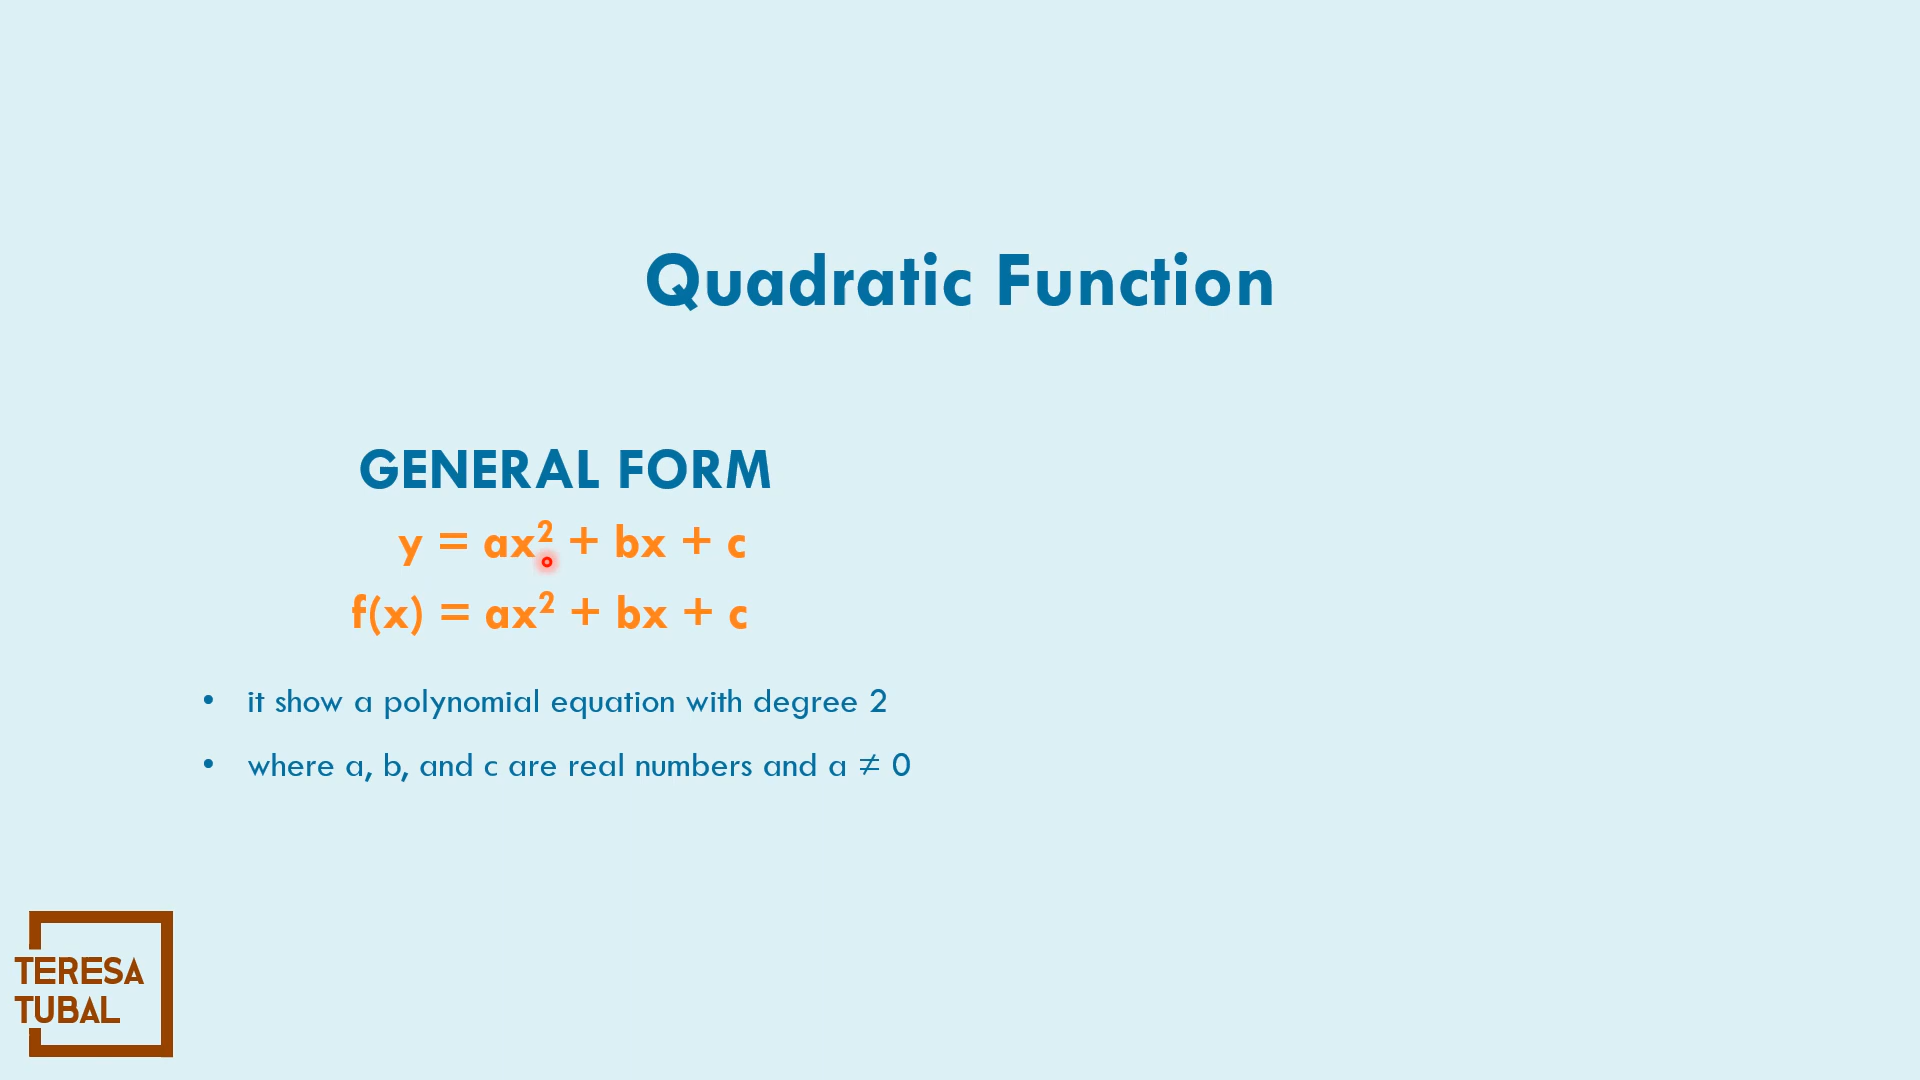 Quadratic Function
GENERAL FORM
y = ax² + bx + c
f(x) = ax² + bx + c
• it show a polynomial equation with degree 2
• where a, b, and c are real numbers and a ≠ 0
TERESA
TUBAL